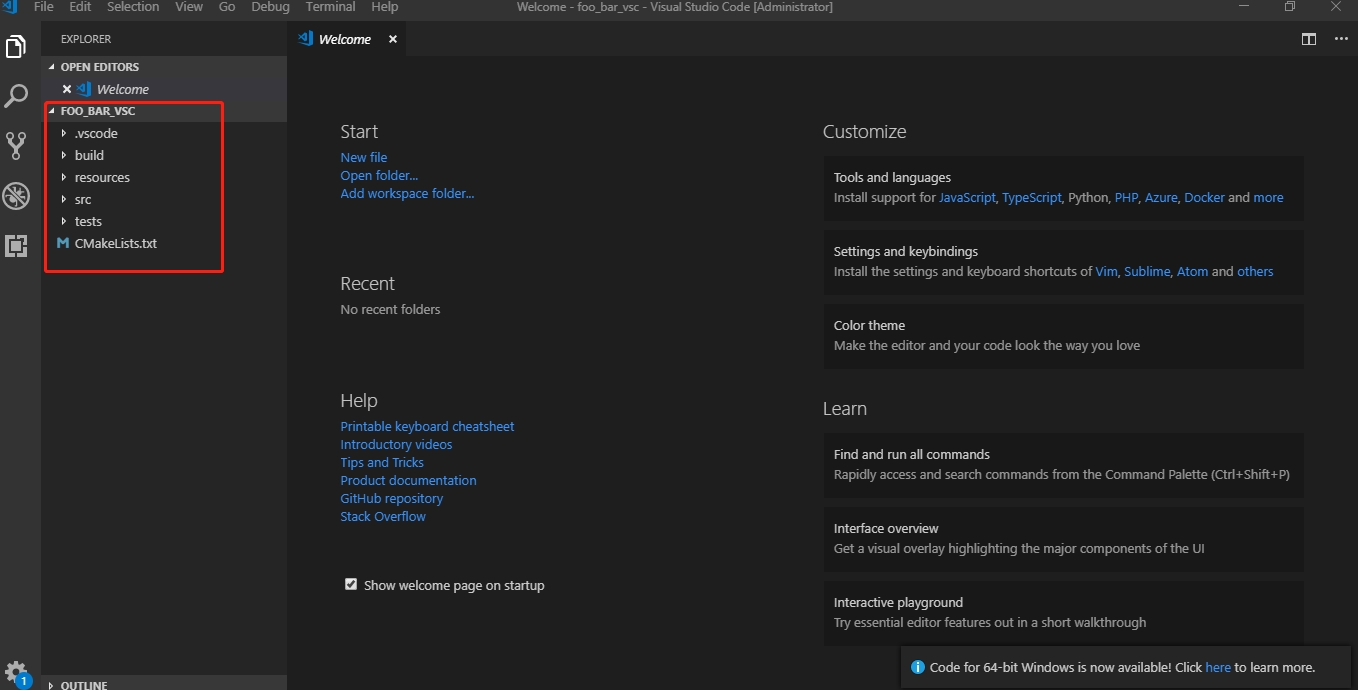 File Edit Selection View Go Debug Terminal Help
Welcome - foo_bar_vsc - Visual Studio Code [Administrator]
EXPLORER
OPEN EDITORS
Welcome
FOO_BAR_VSC
.vscode
build
resources
src
tests
CMakeLists.txt
OUTLINE
1
Welcome
Start
New file
Open folder...
Add workspace folder...
Recent
No recent folders
Help
Printable keyboard cheatsheet
Introductory videos
Tips and Tricks
Product documentation
GitHub repository
Stack Overflow
Show welcome page on startup
Customize
Tools and languages
Install support for JavaScript, TypeScript, Python, PHP, Azure, Docker and more
Settings and keybindings
Install the settings and keyboard shortcuts of Vim, Sublime, Atom and others
Color theme
Make the editor and your code look the way you love
Learn
Find and run all commands
Rapidly access and search commands from the Command Palette (Ctrl+Shift+P)
Interface overview
Get a visual overlay highlighting the major components of the UI
Interactive playground
Try essential editor features out in a short walkthrough
Code for 64-bit Windows is now available! Click here to learn more.